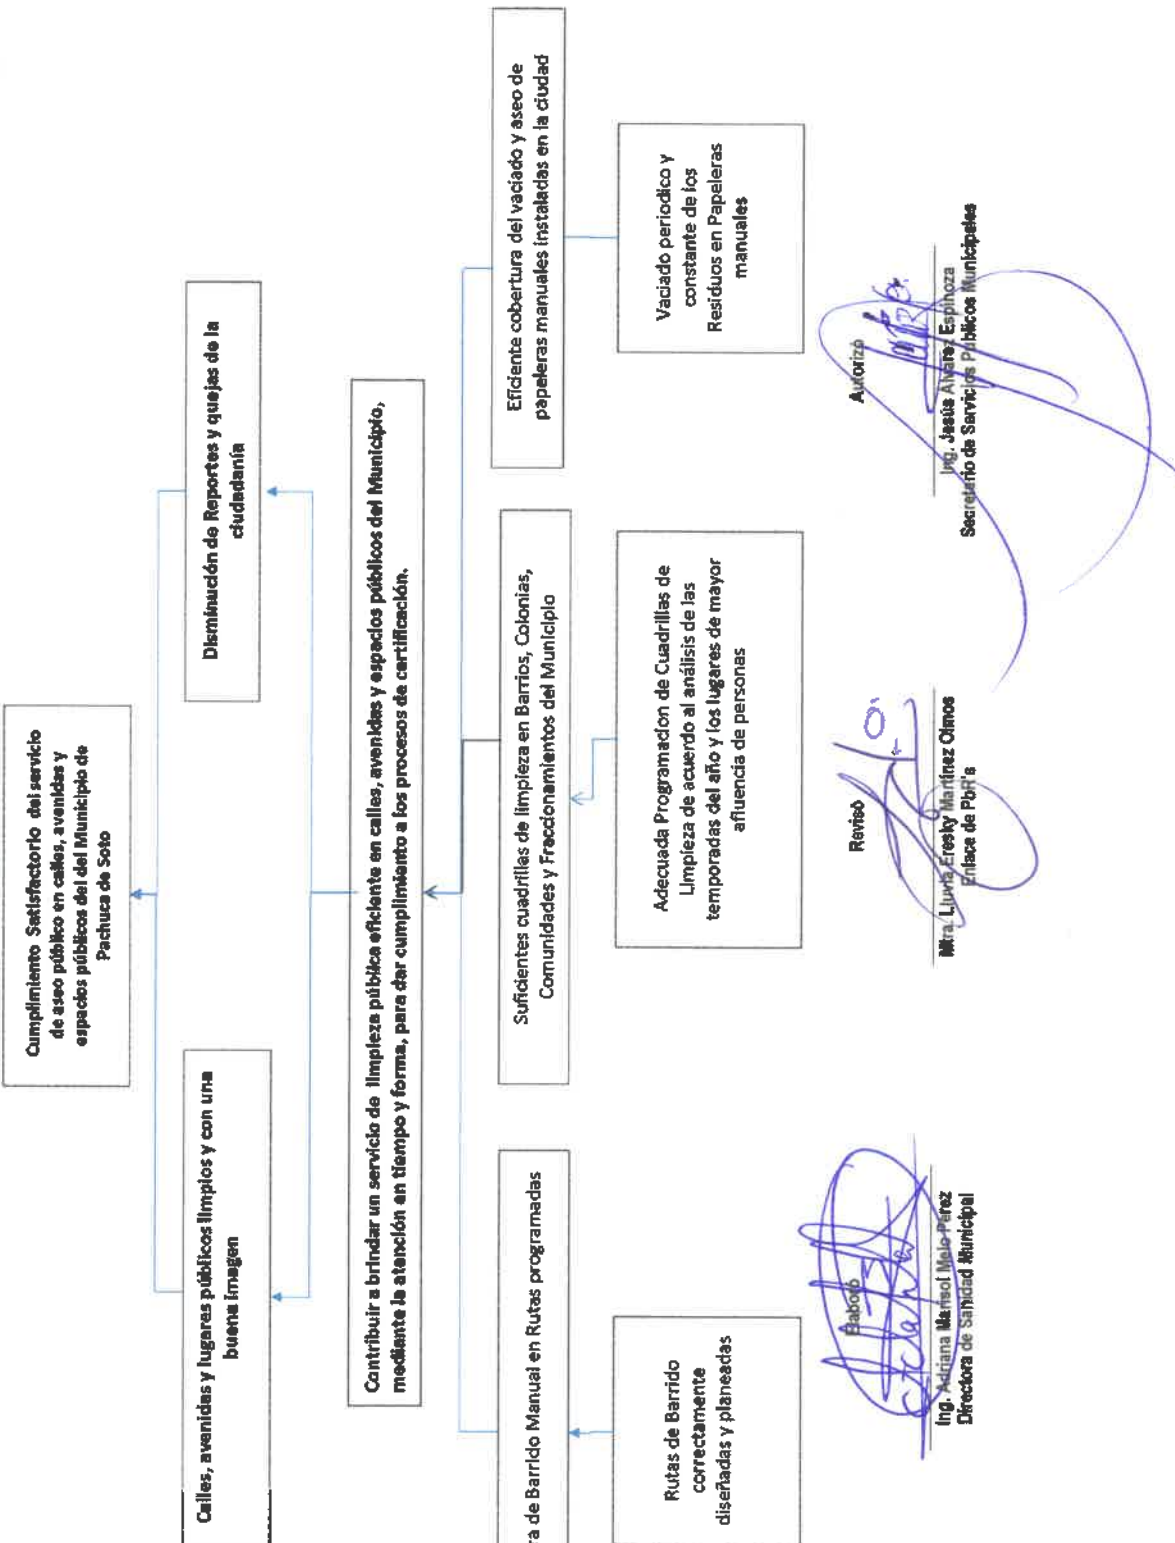 Cumplimiento Satisfactorio del servicio
de aseo público en calles, avenidas y
espacios públicos del del Municipio de
Pachuca de Soto
Calles, avenidas y lugares públicos limpios y con una
buena imagen
Disminución de Reportes y quejas de la
ciudadanía
Contribuir a brindar un servicio de limpieza pública eficiente en calles, avenidas y espacios públicos del Municipio,
mediante la atención en tiempo y forma, para dar cumplimiento a los procesos de certificación.
ra de Barrido Manual en Rutas programadas
Suficientes cuadrillas de limpieza en Barrios, Colonias,
Comunidades y Fraccionamientos del Municipio
Eficiente cobertura del vaciado y aseo de
papeleras manuales instaladas en la ciudad
Rutas de Barrido
correctamente
diseñadas y planeadas
Adecuada Programacion de Cuadrillas de
Limpieza de acuerdo al análisis de las
temporadas del año y los lugares de mayor
afluencia de personas
Vaciado periodico y
constante de los
Residuos en Papeleras
manuales
Elaboró
Ing. Adriana Marisol Melo Pérez
Directora de Sanidad Municipal
Revisó
Mtra. Lluvia Eresky Martínez Olmos
Enlace de PbR's
Autorizó
Ing. Jesús Alvarez Espinoza
Secretario de Servicios Públicos Municipales